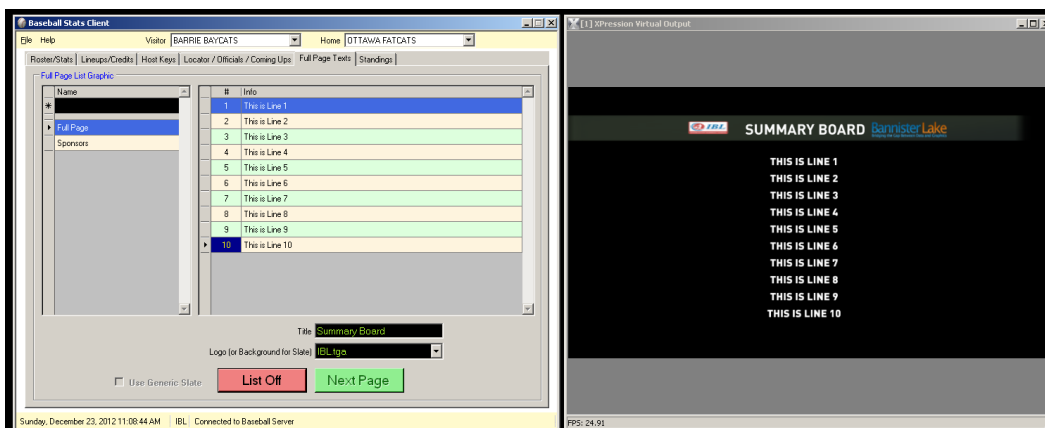 Baseball Stats Client
File Help Visitor BARRIE BAYCATS Home OTTAWA FATCATS
Roster/Stats Lineups/Credits Host Keys Locator / Officials / Coming Ups Full Page Texts Standings
Full Page List Graphic
Name
Full Page
Sponsors
# Info
1 This is Line 1
2 This is Line 2
3 This is Line 3
4 This is Line 4
5 This is Line 5
6 This is Line 6
7 This is Line 7
8 This is Line 8
9 This is Line 9
10 This is Line 10
Title Summary Board
Logo (or Background for Slate) IBL.tga
Use Generic Slate List Off Next Page
Sunday, December 23, 2012 11:08:44 AM IBL Connected to Baseball Server
[1] XPression Virtual Output
IBL SUMMARY BOARD Bannister Lake
THIS IS LINE 1
THIS IS LINE 2
THIS IS LINE 3
THIS IS LINE 4
THIS IS LINE 5
THIS IS LINE 6
THIS IS LINE 7
THIS IS LINE 8
THIS IS LINE 9
THIS IS LINE 10
FPS: 24.91